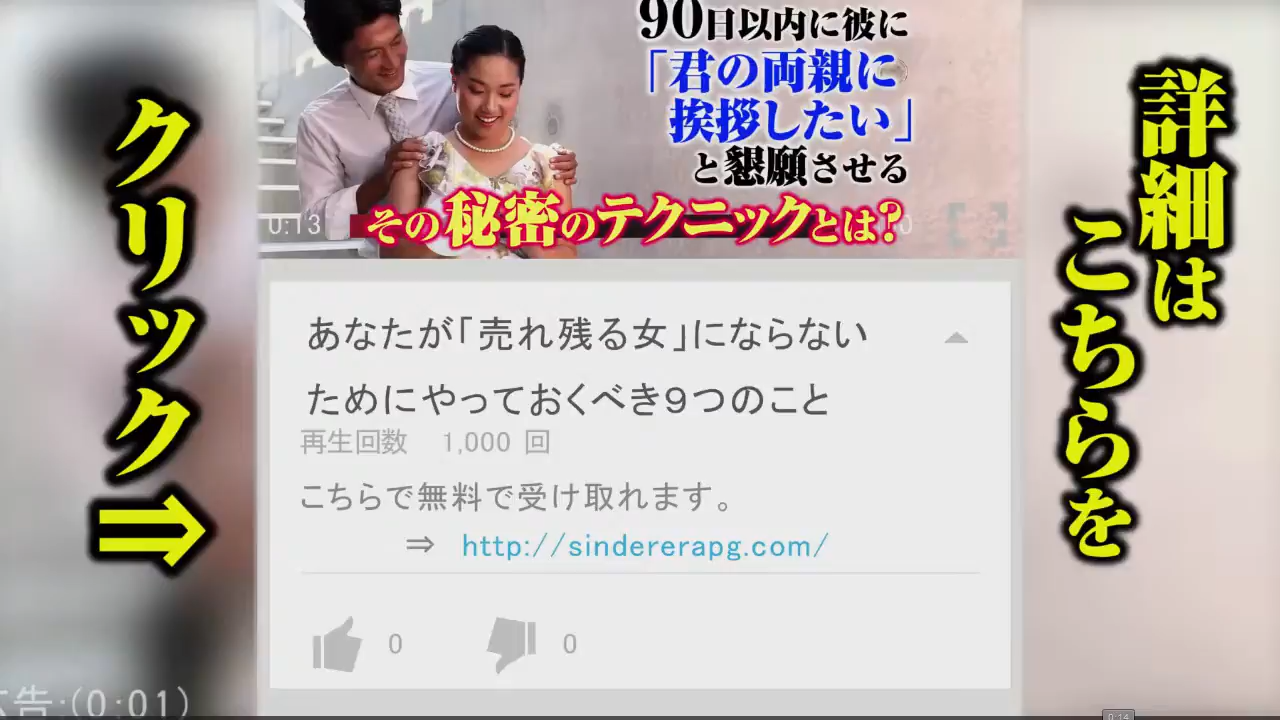 90日以内に彼に
「君の両親に
挨拶したい」
と懇願させる
その秘密のテクニックとは?
0:13
詳細は
こちらを
クリック⇒
あなたが「売れ残る女」にならない
ためにやっておくべき9つのこと
再生回数 1,000 回
こちらで無料で受け取れます。
⇒ http://sindererapg.com/
0
0
広告:(0:01)
0:14